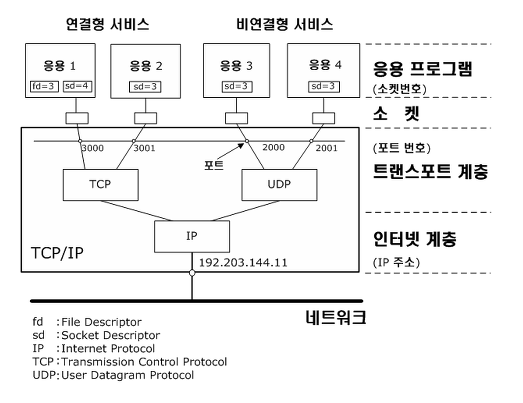 연결형 서비스
비연결형 서비스
응용 1
응용 2
응용 3
응용 4
fd=3
sd=4
sd=3
sd=3
sd=3
응용 프로그램
(소켓번호)
소 켓
3000
3001
2000
2001
포트
(포트 번호)
트랜스포트 계층
TCP
UDP
IP
TCP/IP
192.203.144.11
인터넷 계층
(IP 주소)
네트워크
fd :File Descriptor
sd :Socket Descriptor
IP :Internet Protocol
TCP:Transmission Control Protocol
UDP:User Datagram Protocol